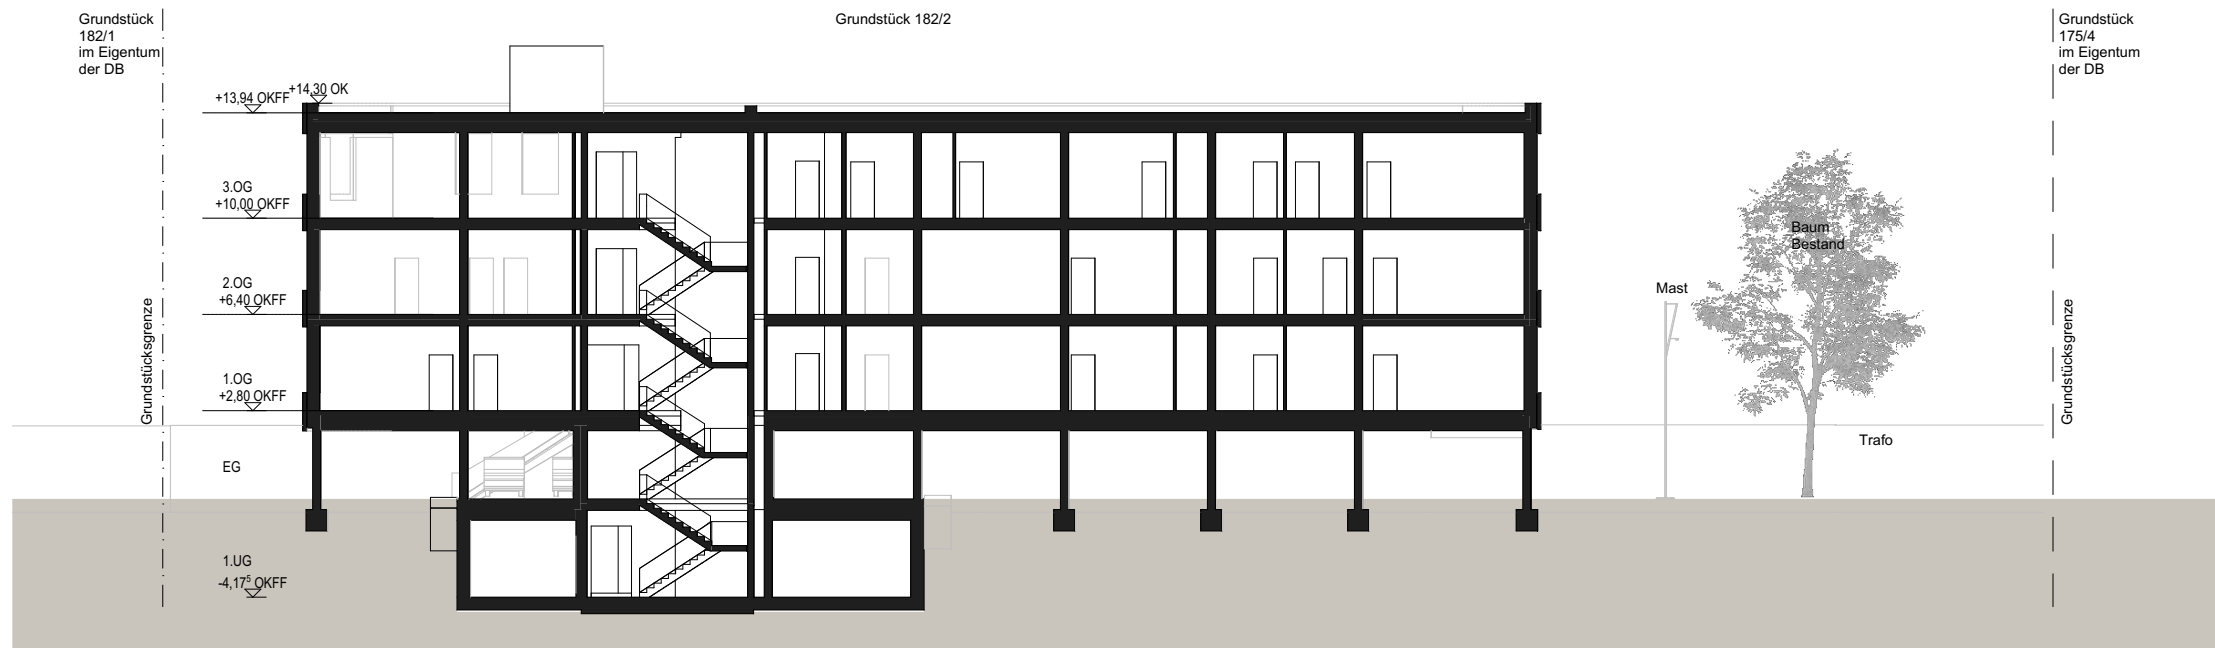 Grundstück
182/1
im Eigentum
der DB
Grundstück 182/2
Grundstück
175/4
im Eigentum
der DB
+14,30 OK
+13,94 OKFF
3.OG
+10,00 OKFF
2.OG
+6,40 OKFF
1.OG
+2,80 OKFF
EG
1.UG
-4,17⁵ OKFF
Grundstücksgrenze
Baum
Bestand
Mast
Trafo
Grundstücksgrenze